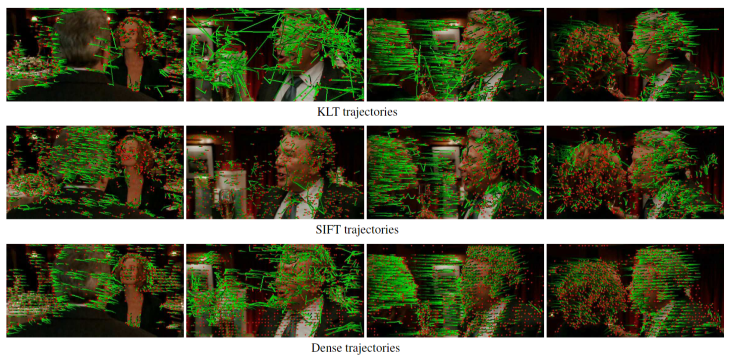 KLT trajectories
SIFT trajectories
Dense trajectories